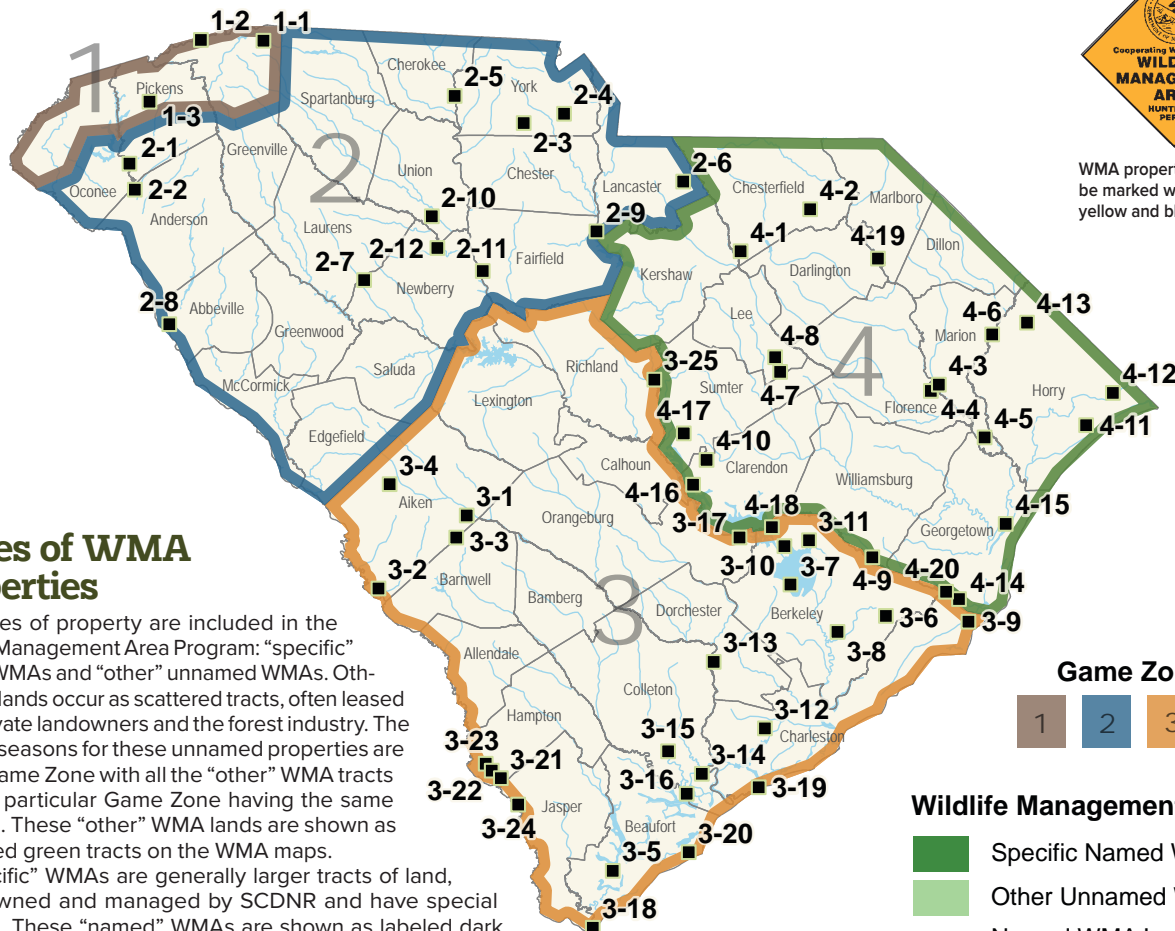 1-2
1-1
1
Pickens
1-3
2-1
2-2
Oconee
Anderson
Greenville
Spartanburg
Cherokee
2-5
York
2-4
2-3
2
Union
Chester
Lancaster
2-6
2-9
2-10
Laurens
2-12
2-11
2-7
Fairfield
Newberry
2-8
Abbeville
Greenwood
Saluda
McCormick
Edgefield
Chesterfield
4-2
Marlboro
4-1
4-19
Dillon
Kershaw
Darlington
Lee
4-6
4-13
Marion
4-8
4
4-7
4-3
4-4
Florence
Horry
4-12
4-11
4-5
Richland
3-25
Sumter
Lexington
4-17
4-10
Clarendon
Calhoun
4-16
Williamsburg
3-4
Aiken
3-1
3-3
Orangeburg
3-17
4-18
3-11
Georgetown
4-15
3-2
Barnwell
3-10
3-7
4-9
4-20
4-14
Bamberg
3
Dorchester
Berkeley
3-6
3-9
3-8
3-13
Allendale
Colleton
Hampton
3-12
3-15
Charleston
3-14
3-16
3-19
3-23
3-21
3-22
3-24
Jasper
Beaufort
3-20
3-5
3-18
Cooperating W
WILD
MANAG
AR
HUNT
PER
WMA propert
be marked w
yellow and bl
es of WMA
perties
es of property are included in the
Management Area Program: “specific”
WMAs and “other” unnamed WMAs. Oth-
lands occur as scattered tracts, often leased
vate landowners and the forest industry. The
seasons for these unnamed properties are
ame Zone with all the “other” WMA tracts
particular Game Zone having the same
. These “other” WMA lands are shown as
ed green tracts on the WMA maps.
cific” WMAs are generally larger tracts of land,
wned and managed by SCDNR and have special
. These “named” WMAs are shown as labeled dark
Game Zo
1
2
3
Wildlife Management
Specific Named W
Other Unnamed W